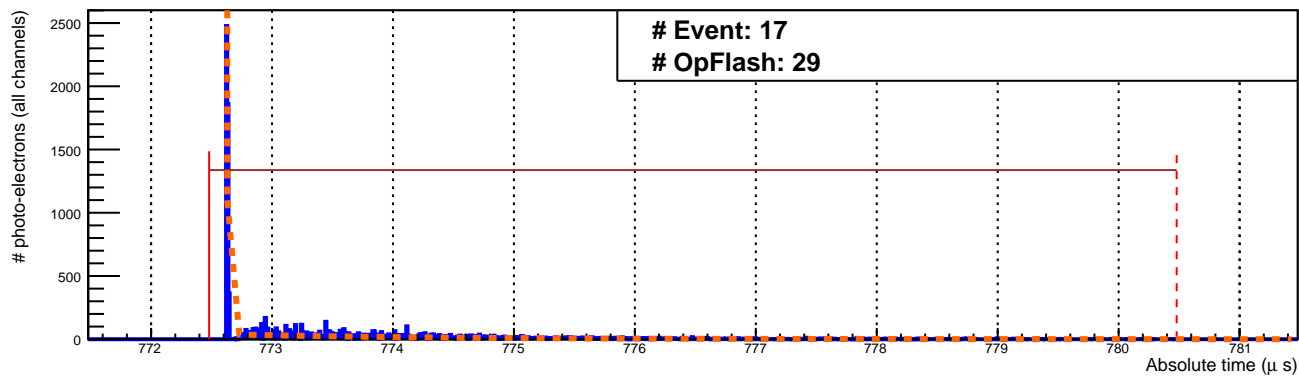 # Event: 17
# OpFlash: 29
# photo-electrons (all channels)
2500
2000
1500
1000
500
0
772 773 774 775 776 777 778 779 780 781
Absolute time (μ s)